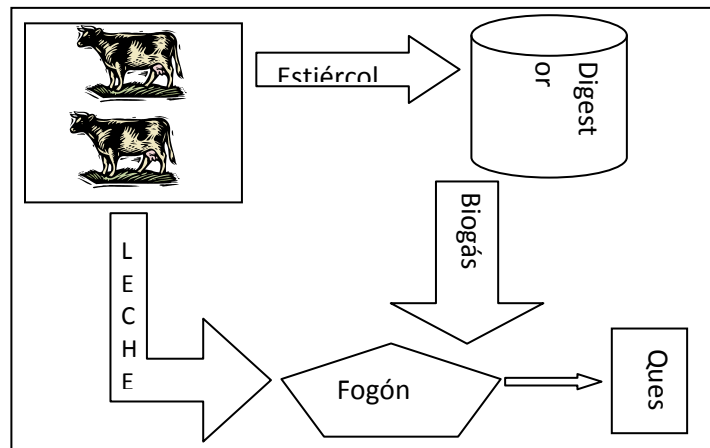 Estiércol
Digest
or
Biogás
L
E
C
H
E
Fogón
Ques